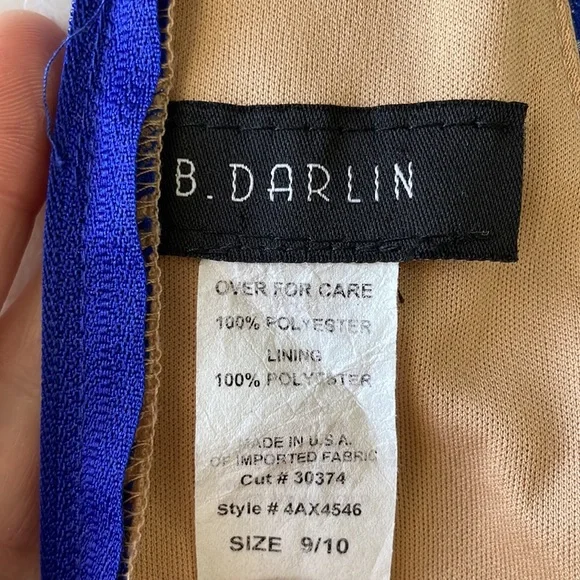 B. DARLIN
OVER FOR CARE
100% POLYESTER
LINING
100% POLYESTER
MADE IN U.S.A.
OF IMPORTED FABRIC
Cut # 30374
Style # 4AX4546
SIZE 9/10